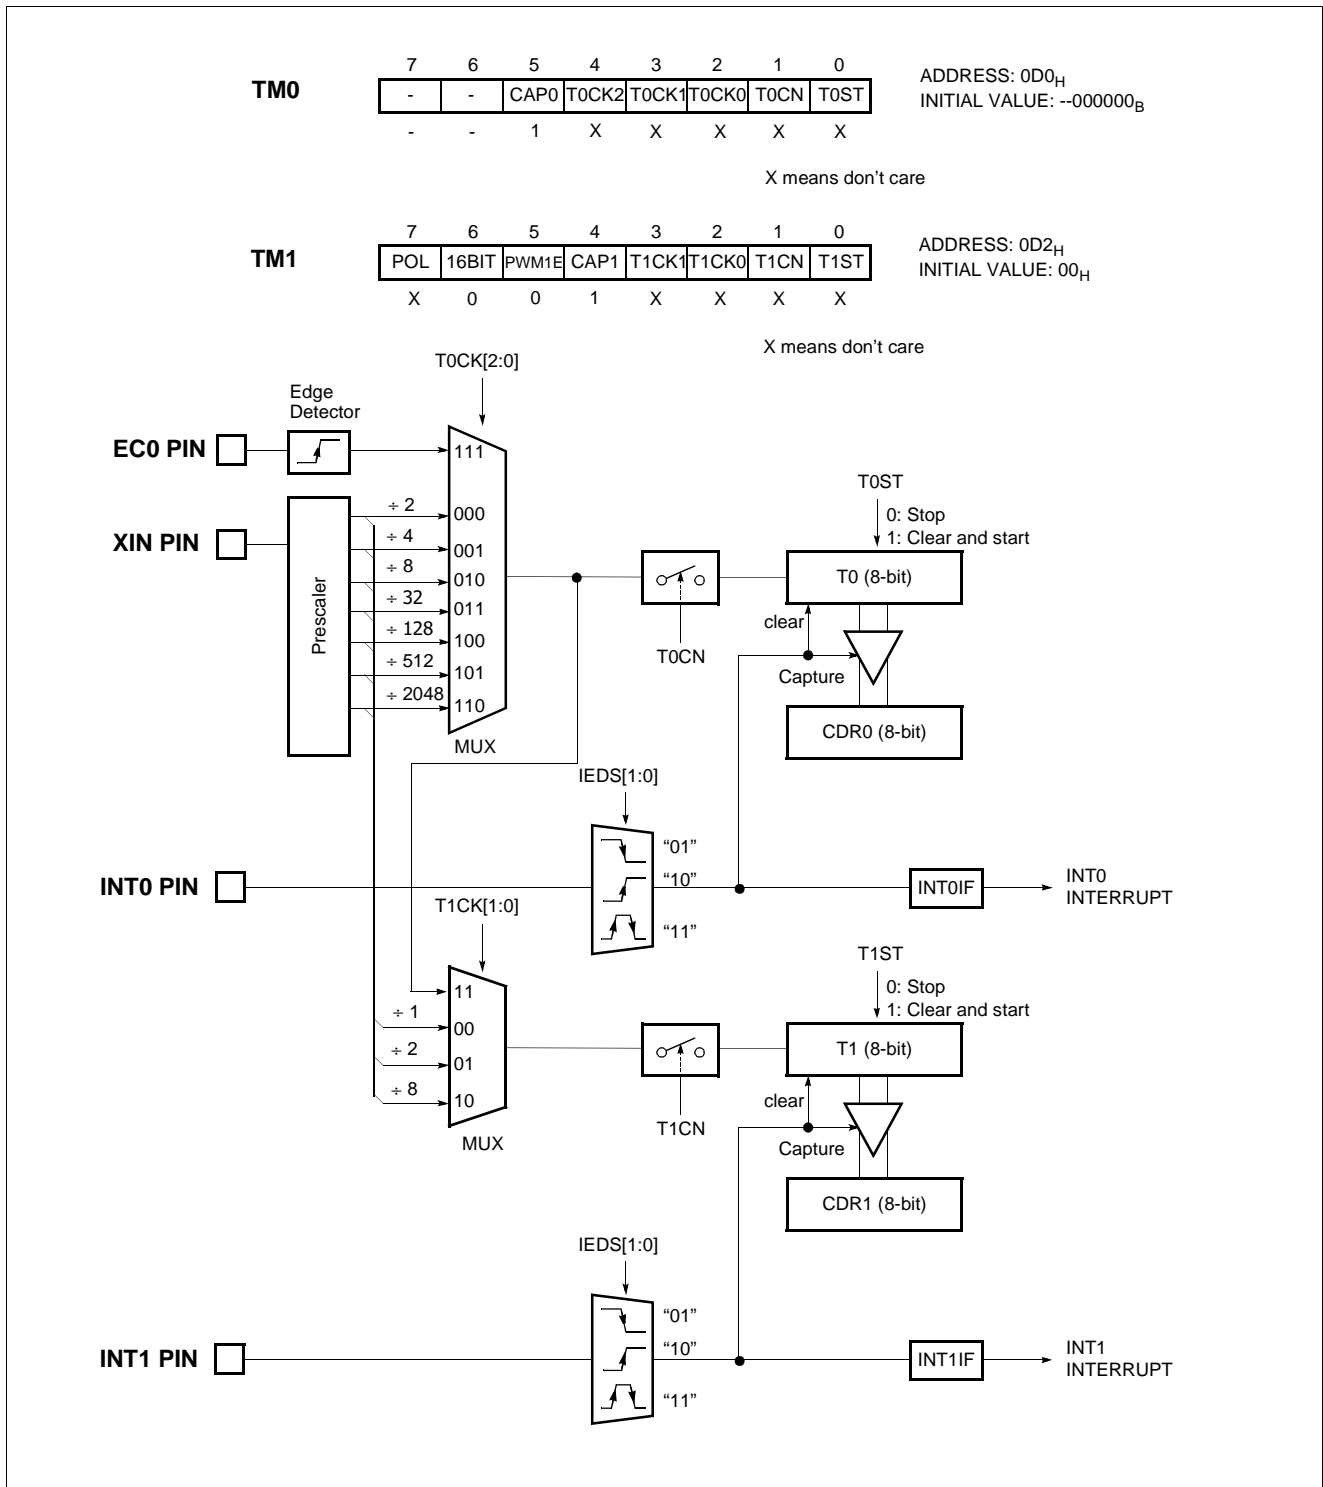 7 6 5 4 3 2 1 0
TM0
- - CAP0 T0CK2 T0CK1 T0CK0 T0CN T0ST
ADDRESS: 0D0H
INITIAL VALUE: --000000B
- - 1 X X X X X
X means don't care
7 6 5 4 3 2 1 0
TM1
POL 16BIT PWM1E CAP1 T1CK1 T1CK0 T1CN T1ST
ADDRESS: 0D2H
INITIAL VALUE: 00H
X 0 0 1 X X X X
X means don't care
T0CK[2:0]
Edge
Detector
EC0 PIN
111
T0ST
0: Stop
1: Clear and start
XIN PIN
Prescaler
÷ 2
000
÷ 4
001
÷ 8
010
÷ 32
011
÷ 128
100
÷ 512
101
÷ 2048
110
MUX
T0CN
T0 (8-bit)
clear
Capture
CDR0 (8-bit)
IEDS[1:0]
“01”
“10”
“11”
INT0 PIN
INT0IF
INT0
INTERRUPT
T1CK[1:0]
T1ST
0: Stop
1: Clear and start
11
÷ 1
00
÷ 2
01
÷ 8
10
MUX
T1CN
T1 (8-bit)
clear
Capture
CDR1 (8-bit)
IEDS[1:0]
“01”
“10”
“11”
INT1 PIN
INT1IF
INT1
INTERRUPT